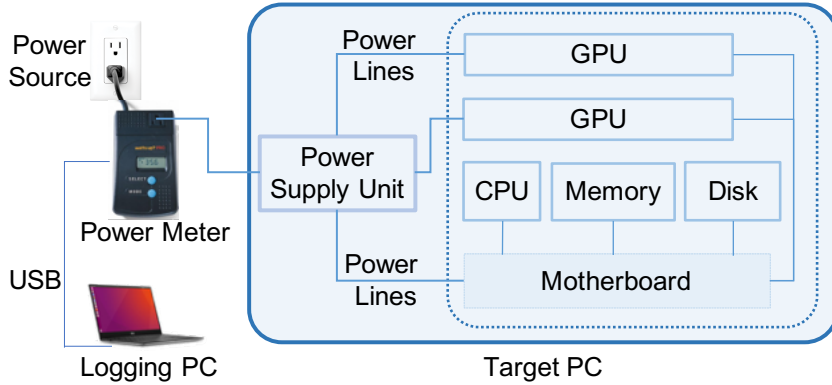 Power
Source
Power
Lines
GPU
GPU
Power
Supply Unit
CPU
Memory
Disk
SELECT
Power Meter
Power
Lines
Motherboard
USB
Logging PC
Target PC